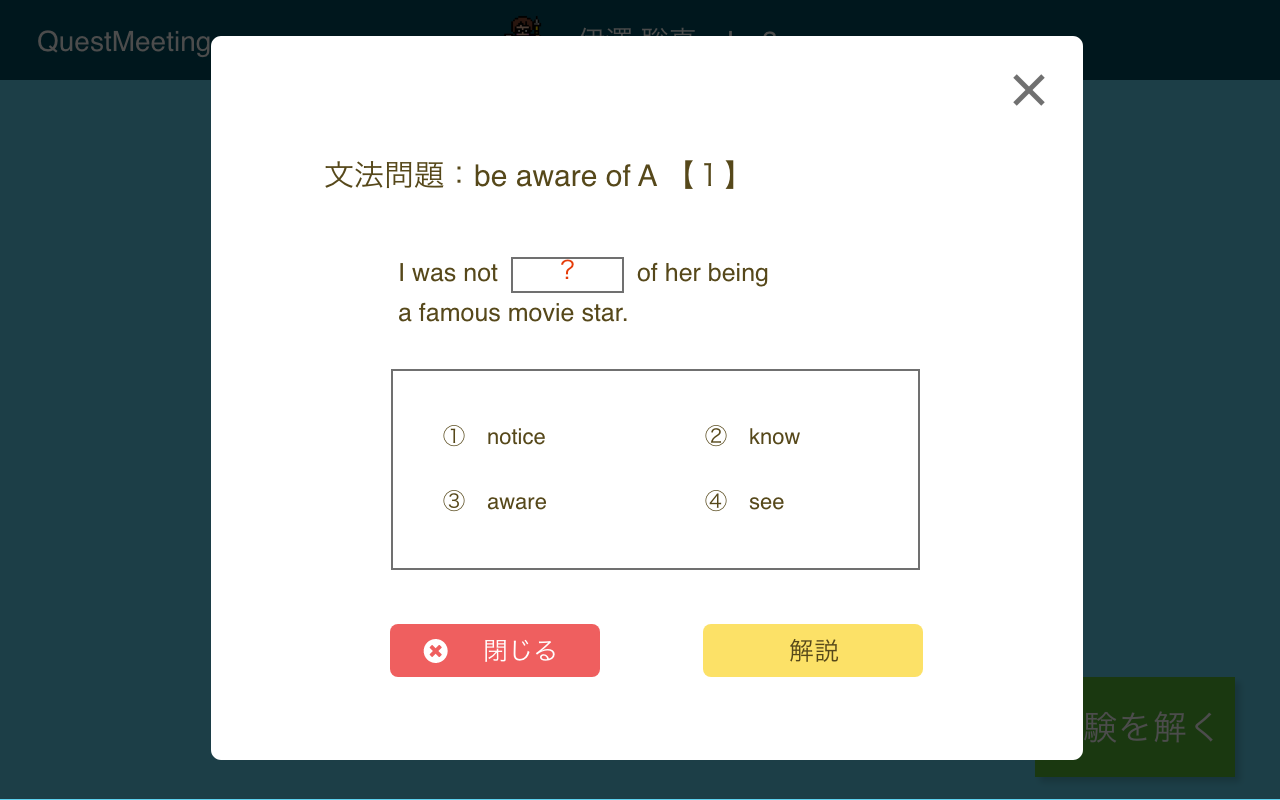 QuestMeeting
文法問題：be aware of A 【１】
I was not ？ of her being
a famous movie star.
① notice ② know
③ aware ④ see
閉じる 解説
験を解く